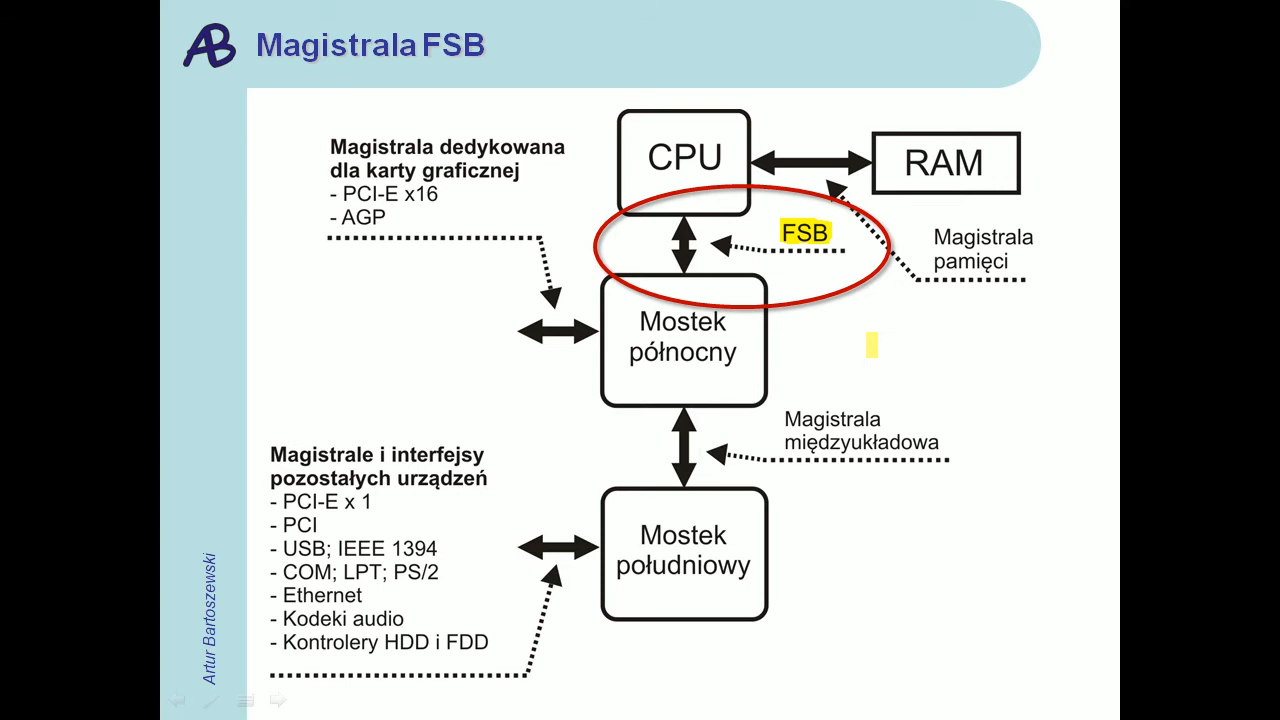 AB
Magistrala FSB
Magistrala dedykowana
dla karty graficznej
- PCI-E x16
- AGP
CPU
RAM
FSB
Magistrala
pamięci
Mostek
północny
Magistrala
międzyukładowa
Magistrale i interfejsy
pozostałych urządzeń
- PCI-E x 1
- PCI
- USB; IEEE 1394
- COM; LPT; PS/2
- Ethernet
- Kodeki audio
- Kontrolery HDD i FDD
Mostek
południowy
Artur Bartoszewski